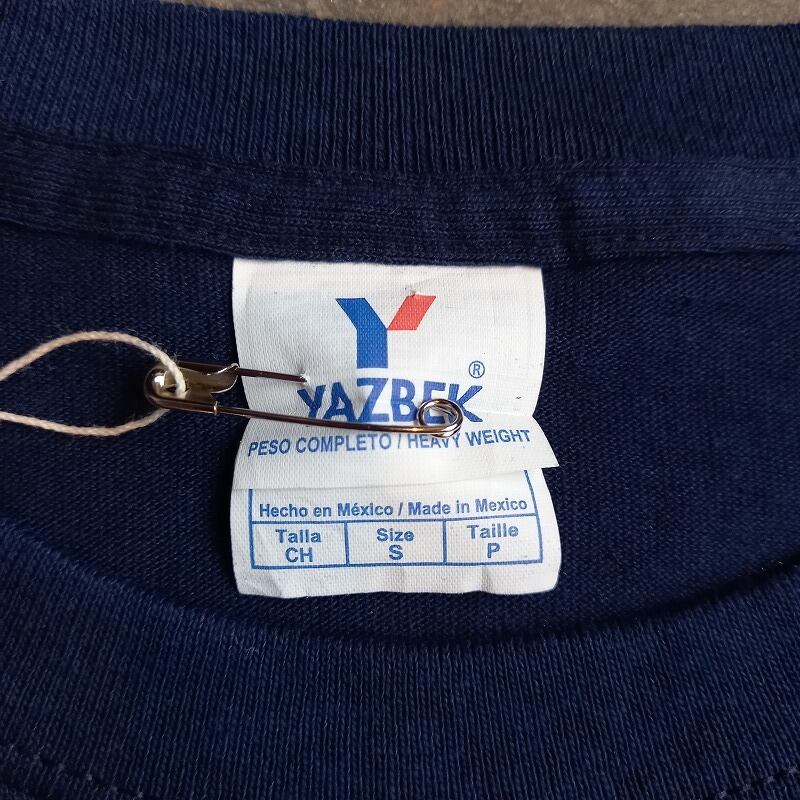 Y
®
YAZBEK
PESO COMPLETO / HEAVY WEIGHT
Hecho en México / Made in Mexico
Talla Size Taille
CH S P